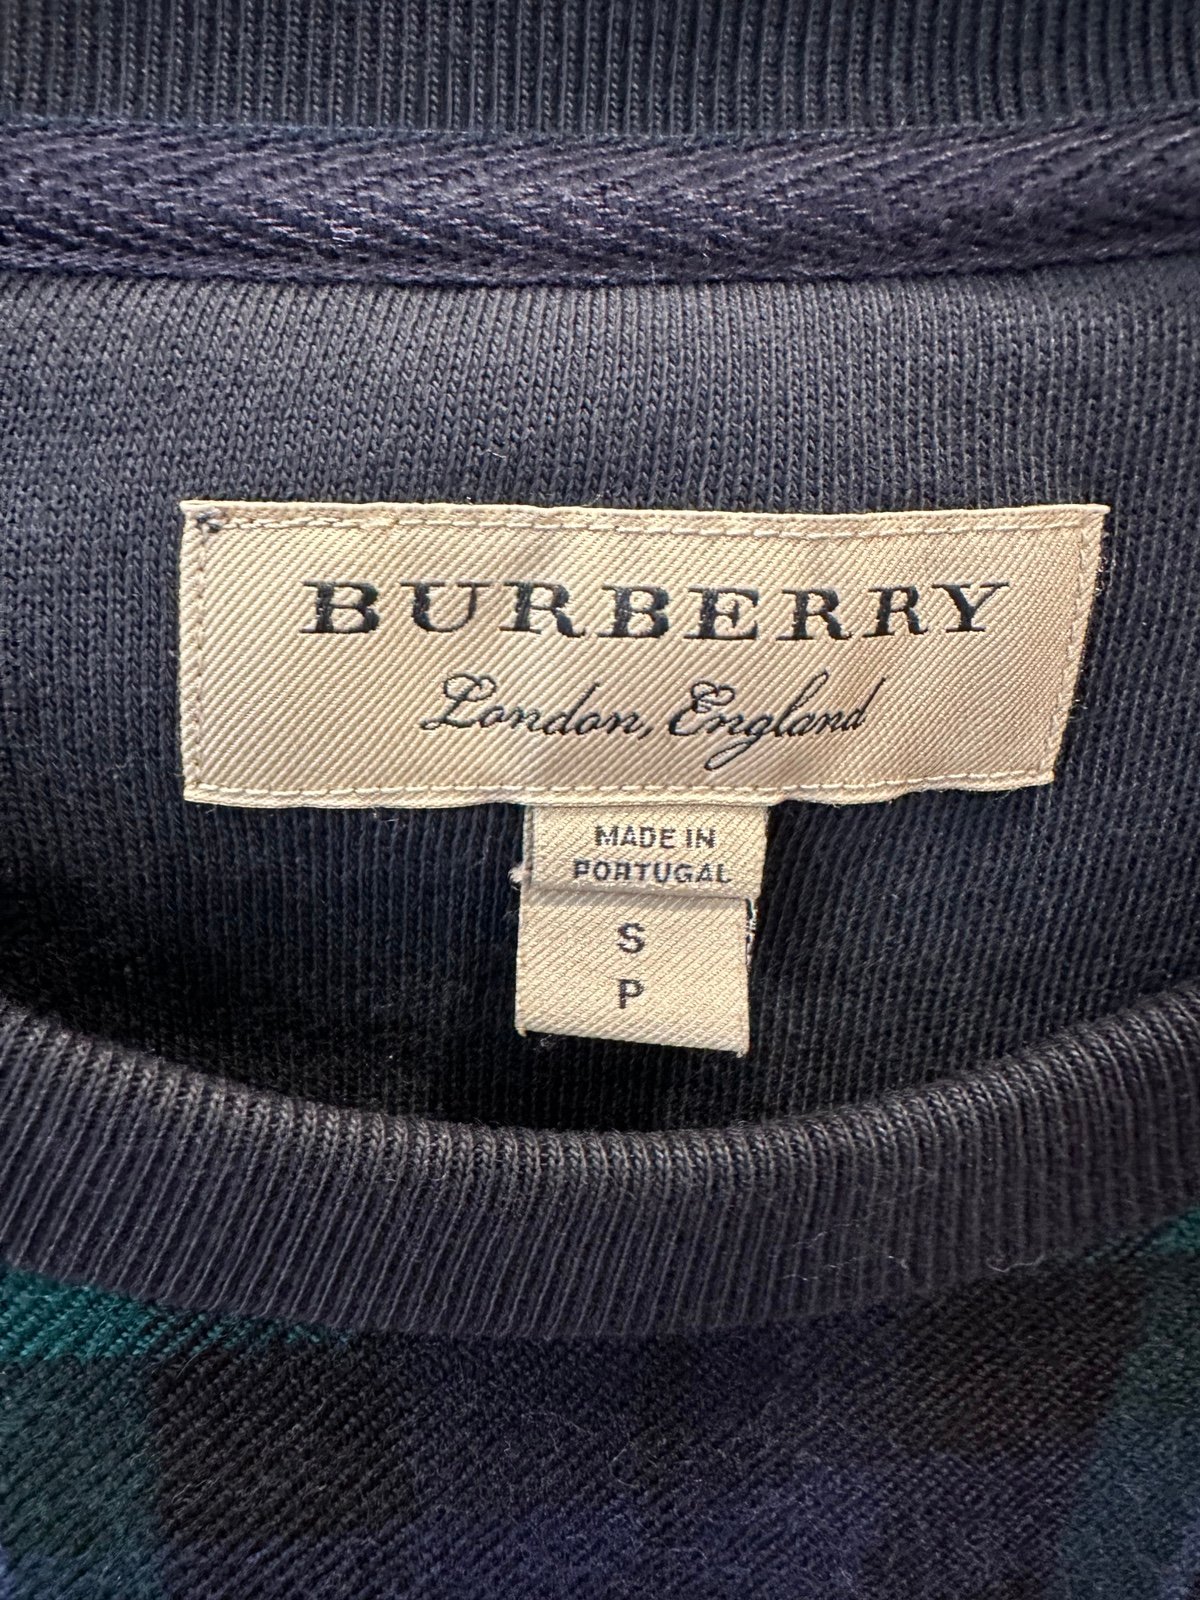 BURBERRY
London, England
MADE IN
PORTUGAL
S
P